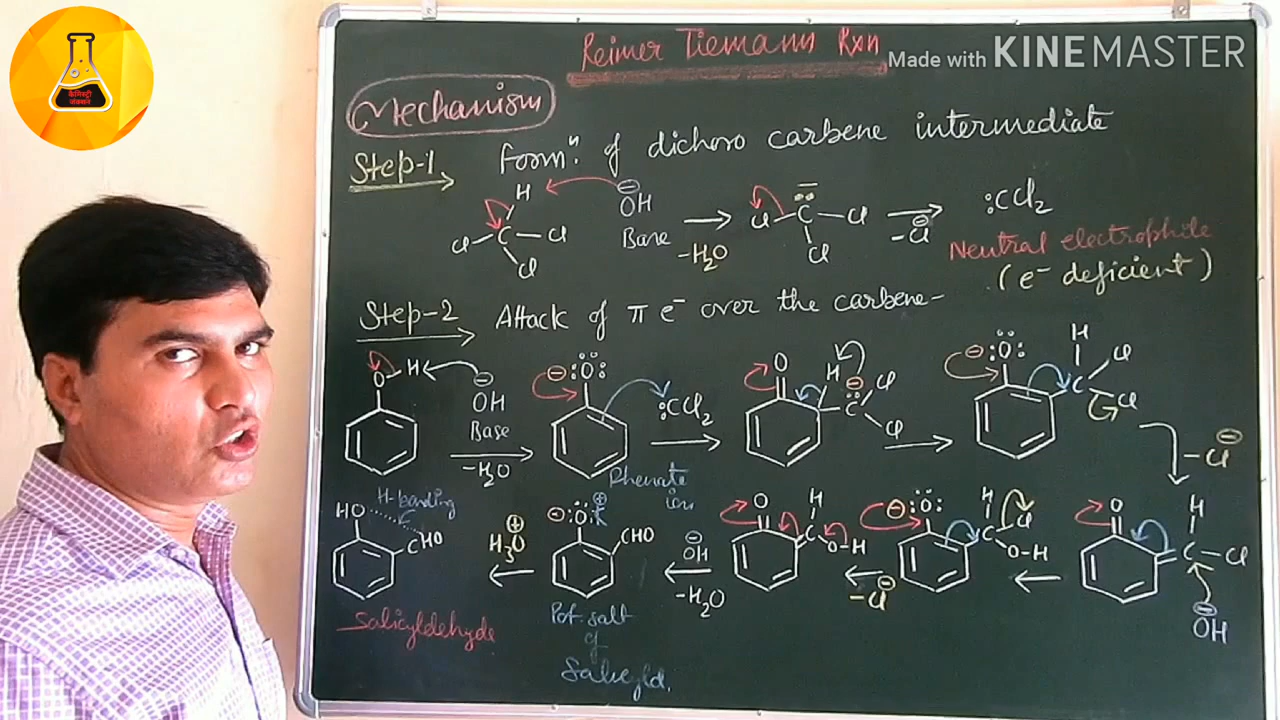 केमिस्ट्री
जंक्शन
Reimer Tiemann Rxn
Made with KINEMASTER
Mechanism
Step-1 formⁿ. of dichoro carbene intermediate
H
⊖
OH
Base
Cl C Cl
Cl
-H₂O
Cl C Cl
Cl
-Cl⊖
:CCl₂
Neutral electrophile
(e⁻ deficient)
Step-2 Attack of π e⁻ over the carbene-
O H
⊖
OH
Base
-H₂O
⊖ :O:
:CCl₂
Phenate
ion
O
H
⊖
C Cl
Cl
⊖ :O:
H
C Cl
Cl
-Cl⊖
O
H
C-Cl
⊖
OH
⊖ :O:
H
C Cl
O-H
-Cl⊖
O
H
C
O-H
⊖
OH
-H₂O
⊖ :O: K⊕
CHO
Pot. salt
of
Salicyld.
H₃O⊕
H-bonding
HO
CHO
Salicyldehyde